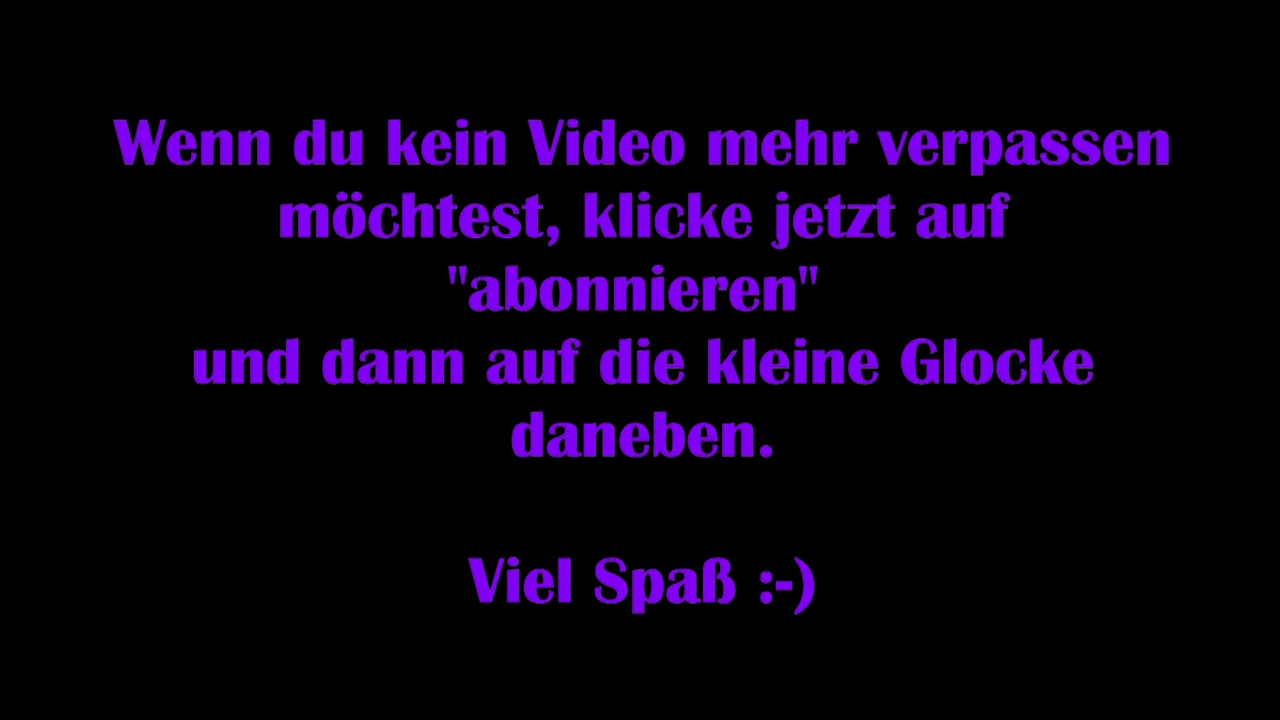 Wenn du kein Video mehr verpassen
möchtest, klicke jetzt auf
"abonnieren"
und dann auf die kleine Glocke
daneben.
Viel Spaß :-)